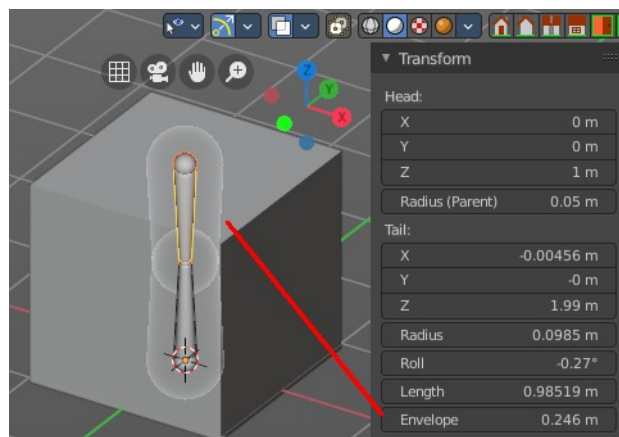 Transform
Head:
X 0 m
Y 0 m
Z 1 m
Radius (Parent) 0.05 m
Tail:
X -0.00456 m
Y -0 m
Z 1.99 m
Radius 0.0985 m
Roll -0.27°
Length 0.98519 m
Envelope 0.246 m
Z
Y
X